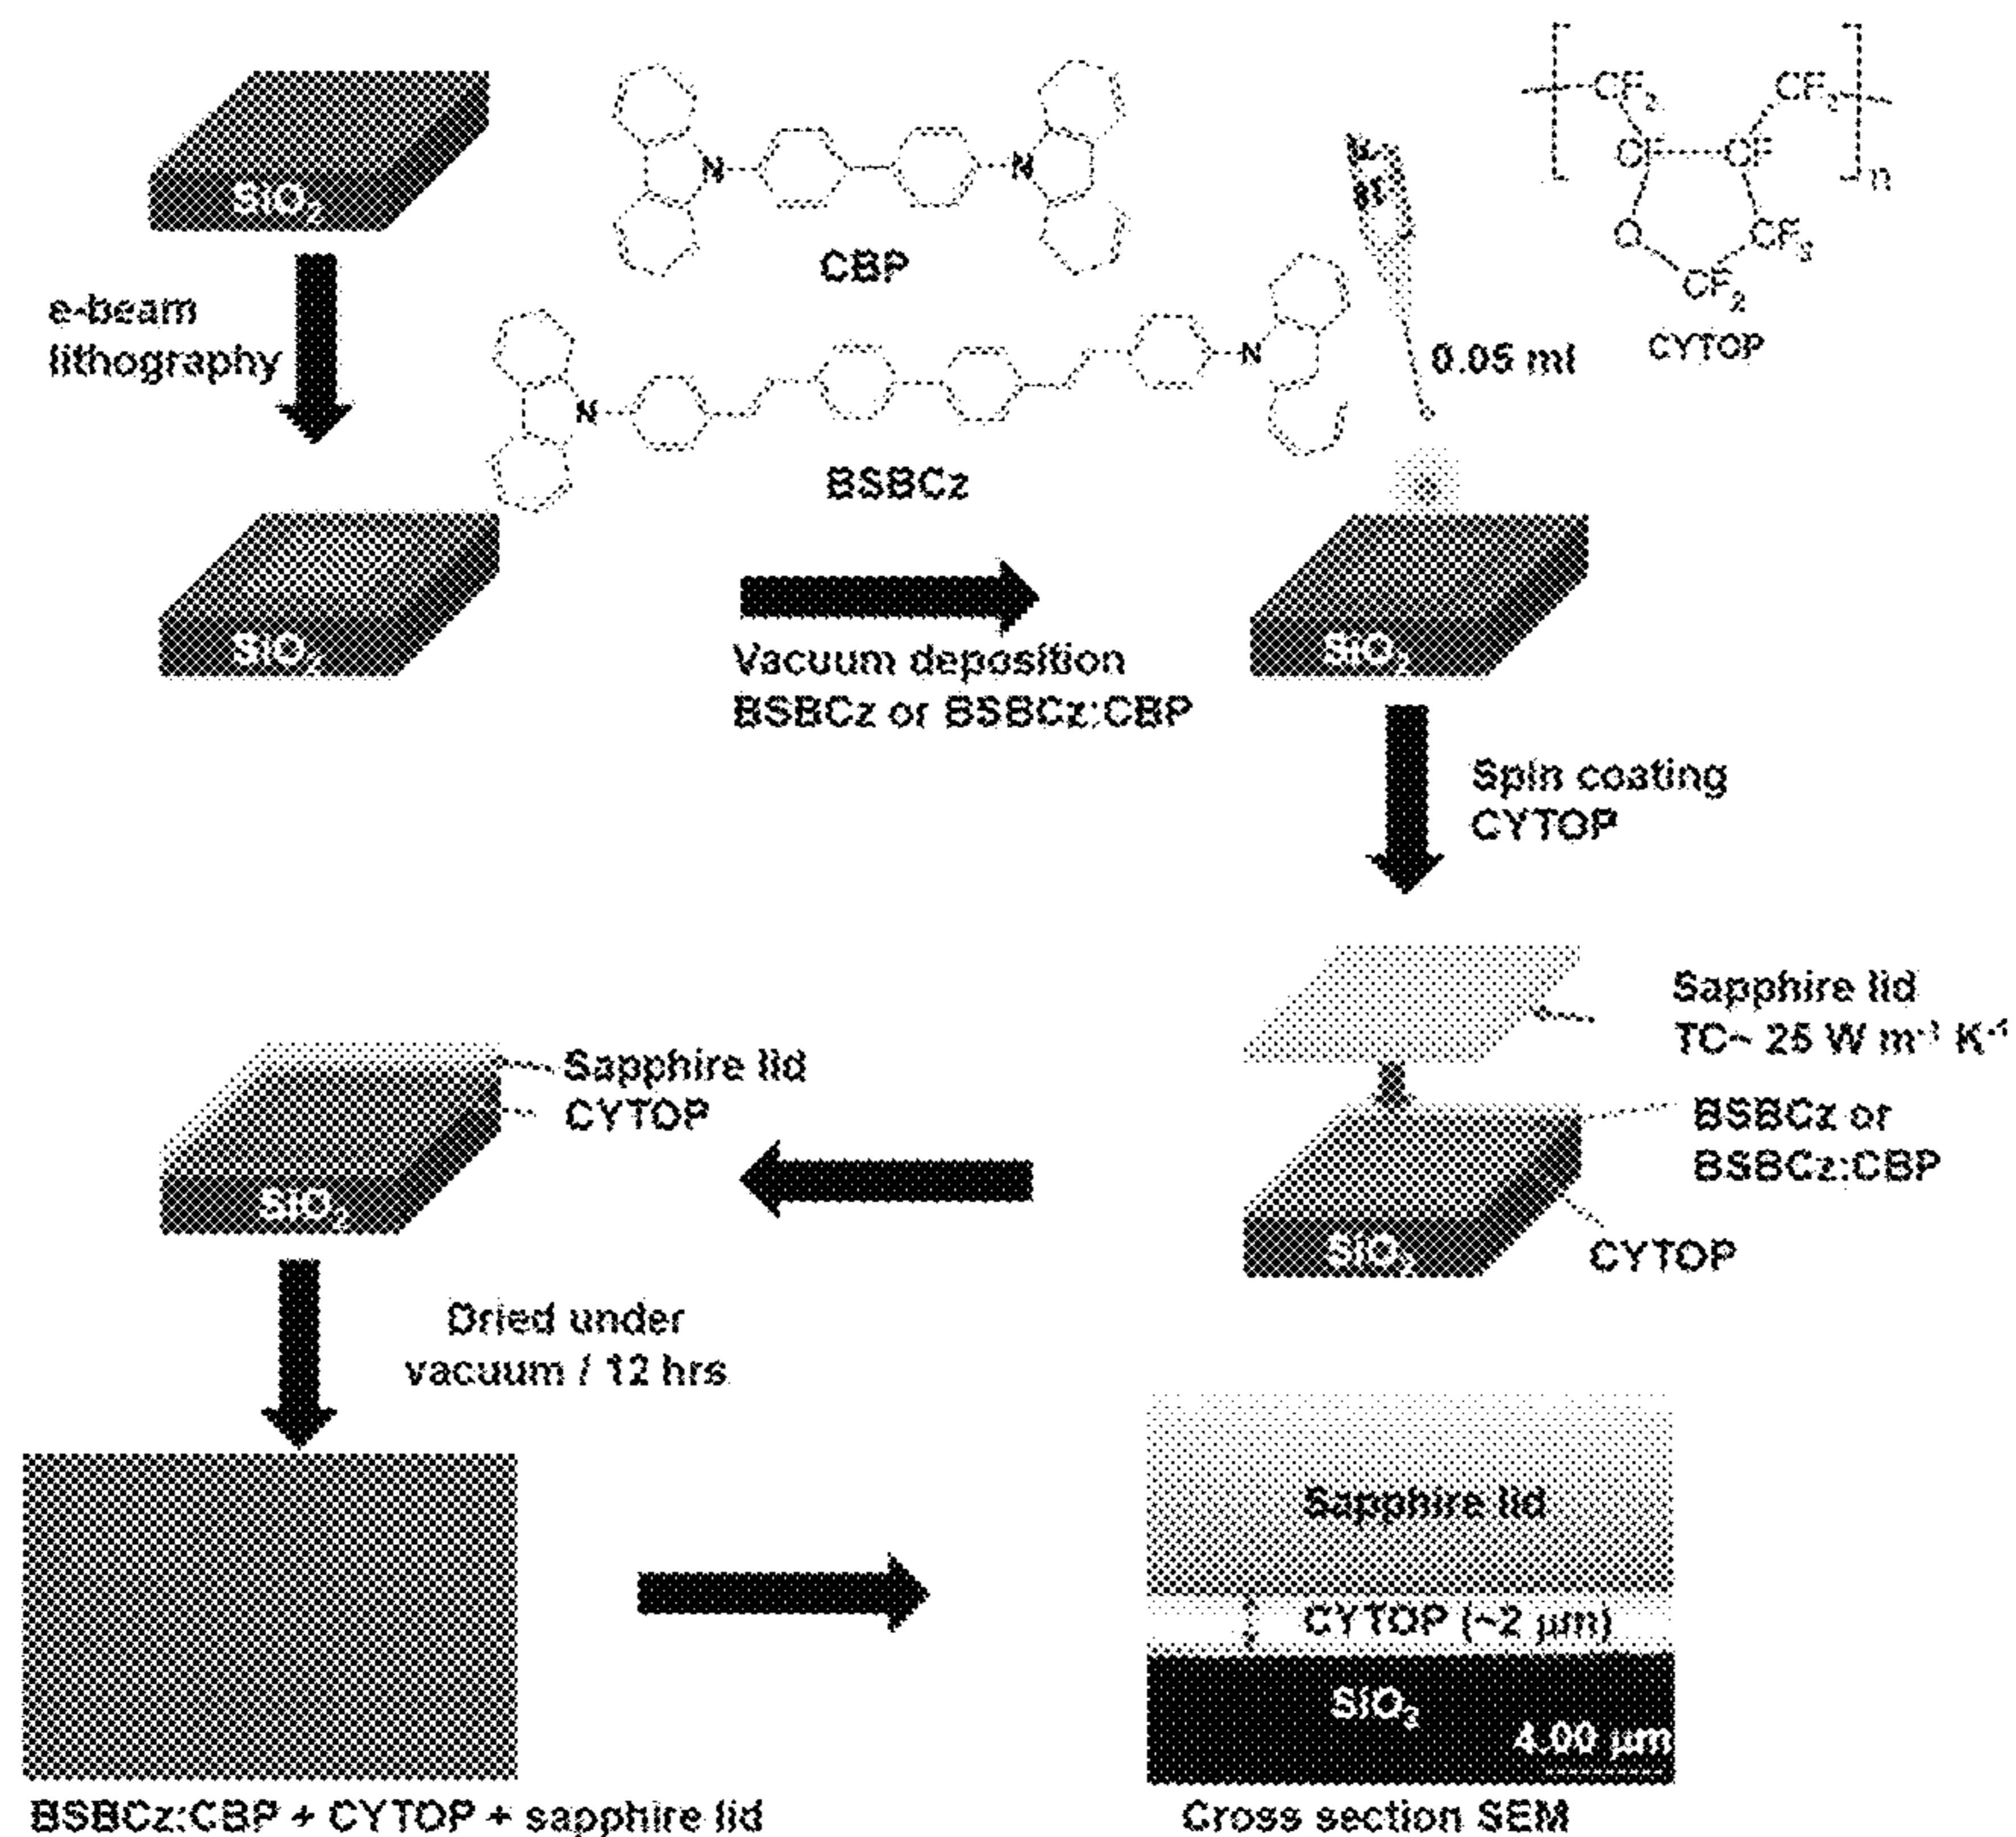 SiO2
e-beam
lithography
SiO2
N
N
CBP
N
N
BSBCz
0.05 ml
CF2
CF2
CF
CF
n
O
CF3
CF2
CYTOP
Vacuum deposition
BSBCz or BSBCz:CBP
SiO2
Spin coating
CYTOP
Sapphire lid
TC~ 25 W m-1 K-1
BSBCz or
BSBCz:CBP
SiO2
CYTOP
Sapphire lid
CYTOP
SiO2
Dried under
vacuum / 12 hrs
BSBCz:CBP + CYTOP + sapphire lid
Sapphire lid
CYTOP (~2 µm)
SiO3
4.00 µm
Cross section SEM